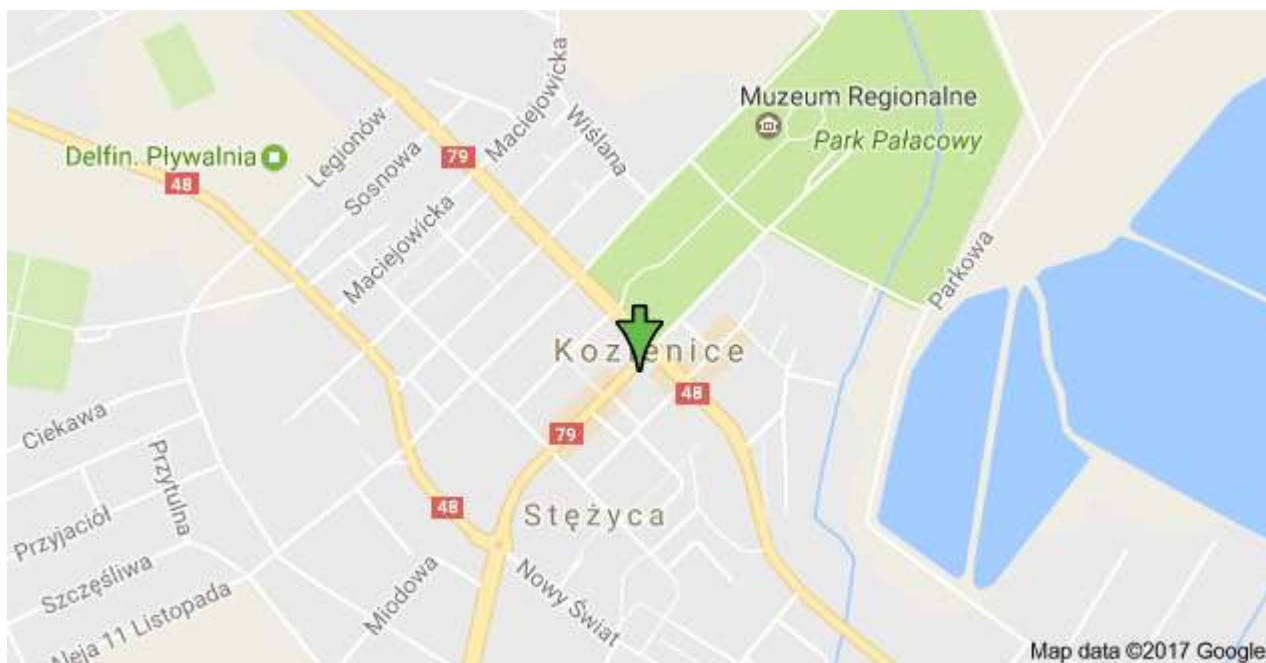 Muzeum Regionalne
Park Pałacowy
Delfin. Pływalnia
Legionów
Sosnowa
Maciejowicka
Maciejowicka
Wiślana
79
48
Parkowa
Kozienice
48
79
Ciekawa
Przytulna
48
Stężyca
Przyjaciół
Szczęśliwa
Miodowa
Nowy Świat
Aleja 11 Listopada
Map data ©2017 Google